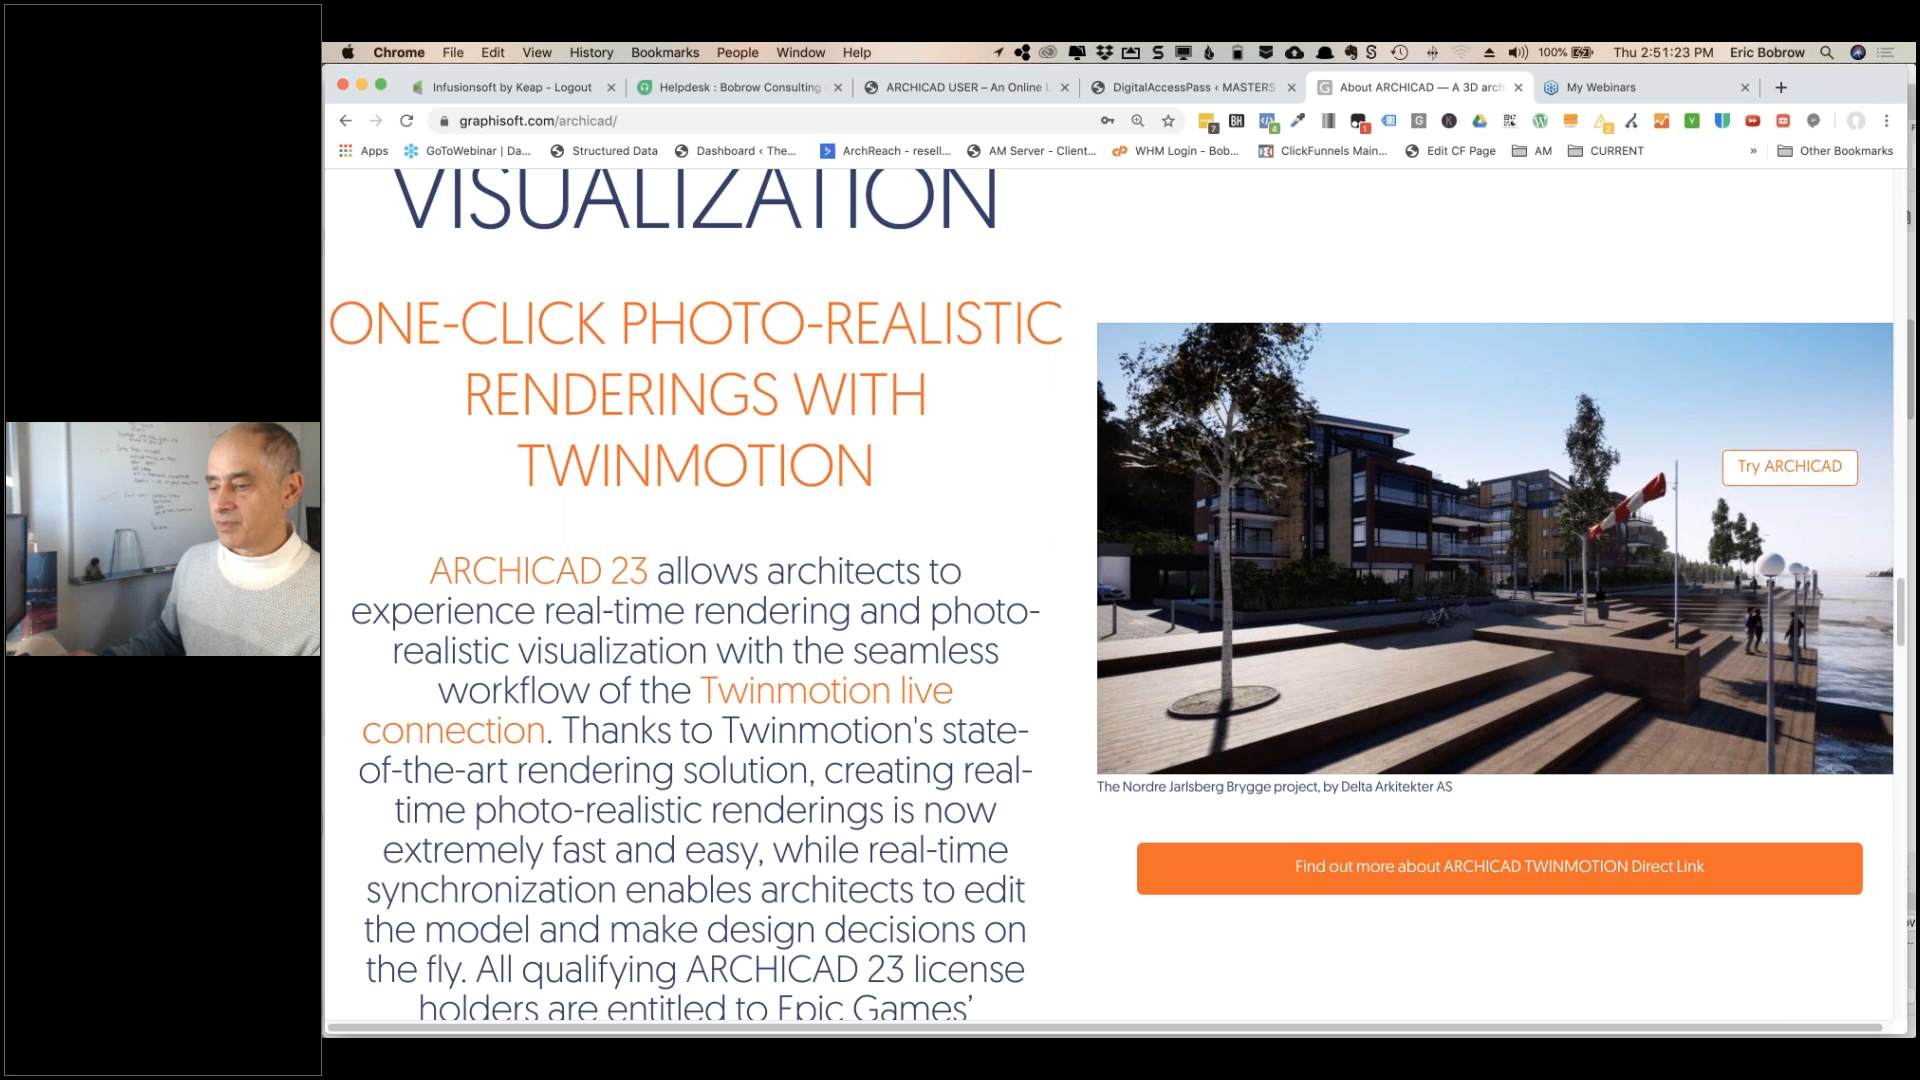 Chrome File Edit View History Bookmarks People Window Help 100% Thu 2:51:23 PM Eric Bobrow
Infusionsoft by Keap - Logout Helpdesk : Bobrow Consulting ARCHICAD USER – An Online DigitalAccessPass ‹ MASTERS About ARCHICAD — A 3D arch My Webinars
graphisoft.com/archicad/
Apps GoToWebinar | Da... Structured Data Dashboard ‹ The... ArchReach - resell... AM Server - Client... WHM Login - Bob... ClickFunnels Main... Edit CF Page AM CURRENT » Other Bookmarks
VISUALIZATION
ONE-CLICK PHOTO-REALISTIC
RENDERINGS WITH
TWINMOTION
ARCHICAD 23 allows architects to
experience real-time rendering and photo-
realistic visualization with the seamless
workflow of the Twinmotion live
connection. Thanks to Twinmotion's state-
of-the-art rendering solution, creating real-
time photo-realistic renderings is now
extremely fast and easy, while real-time
synchronization enables architects to edit
the model and make design decisions on
the fly. All qualifying ARCHICAD 23 license
holders are entitled to Epic Games’
Try ARCHICAD
The Nordre Jarlsberg Brygge project, by Delta Arkitekter AS
Find out more about ARCHICAD TWINMOTION Direct Link